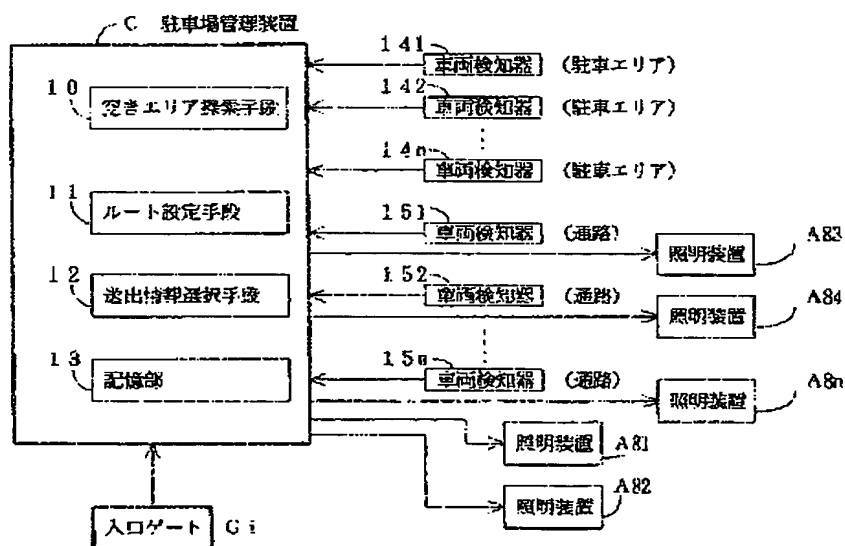 C 駐車場管理装置
141
車両検知器 (駐車エリア)
10
空きエリア探索手段
142
車両検知器 (駐車エリア)
14n
車両検知器 (駐車エリア)
11
ルート設定手段
151
車両検知器 (通路)
照明装置 A83
12
送出情報選択手段
152
車両検知器 (通路)
照明装置 A84
13
記憶部
15n
車両検知器 (通路)
照明装置 A8n
照明装置 A81
照明装置 A82
入口ゲート Gi